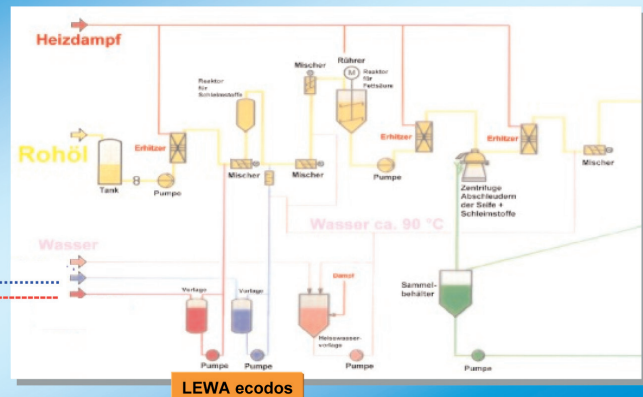 Heizdampf
Mischer
Rührer
M
Reaktor
für
Schleimstoffe
Reaktor
für
Fettsäure
Rohöl
Erhitzer
Erhitzer
Erhitzer
Tank
Pumpe
Mischer
Mischer
Pumpe
Zentrifuge
Abschleudern
der Seife +
Schleimstoffe
Mischer
Wasser ca. 90 °C
Wasser
Vorlage
Vorlage
Dampf
Heisswasser-
vorlage
Sammel-
behälter
Pumpe
Pumpe
Pumpe
Pumpe
LEWA ecodos